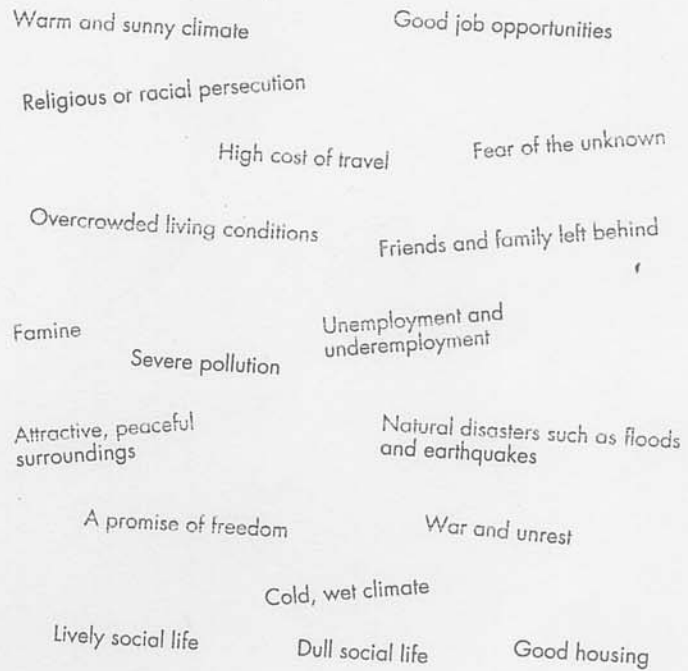 Warm and sunny climate
Good job opportunities
Religious or racial persecution
High cost of travel
Fear of the unknown
Overcrowded living conditions
Friends and family left behind
Famine
Unemployment and
underemployment
Severe pollution
Attractive, peaceful
surroundings
Natural disasters such as floods
and earthquakes
A promise of freedom
War and unrest
Cold, wet climate
Lively social life
Dull social life
Good housing